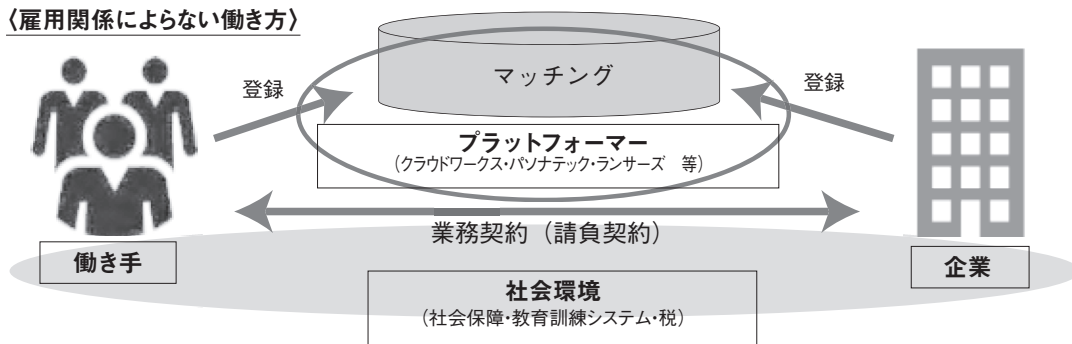 〈雇用関係によらない働き方〉
マッチング
登録
登録
プラットフォーマー
（クラウドワークス・パソナテック・ランサーズ　等）
業務契約（請負契約）
働き手
企業
社会環境
（社会保障・教育訓練システム・税）